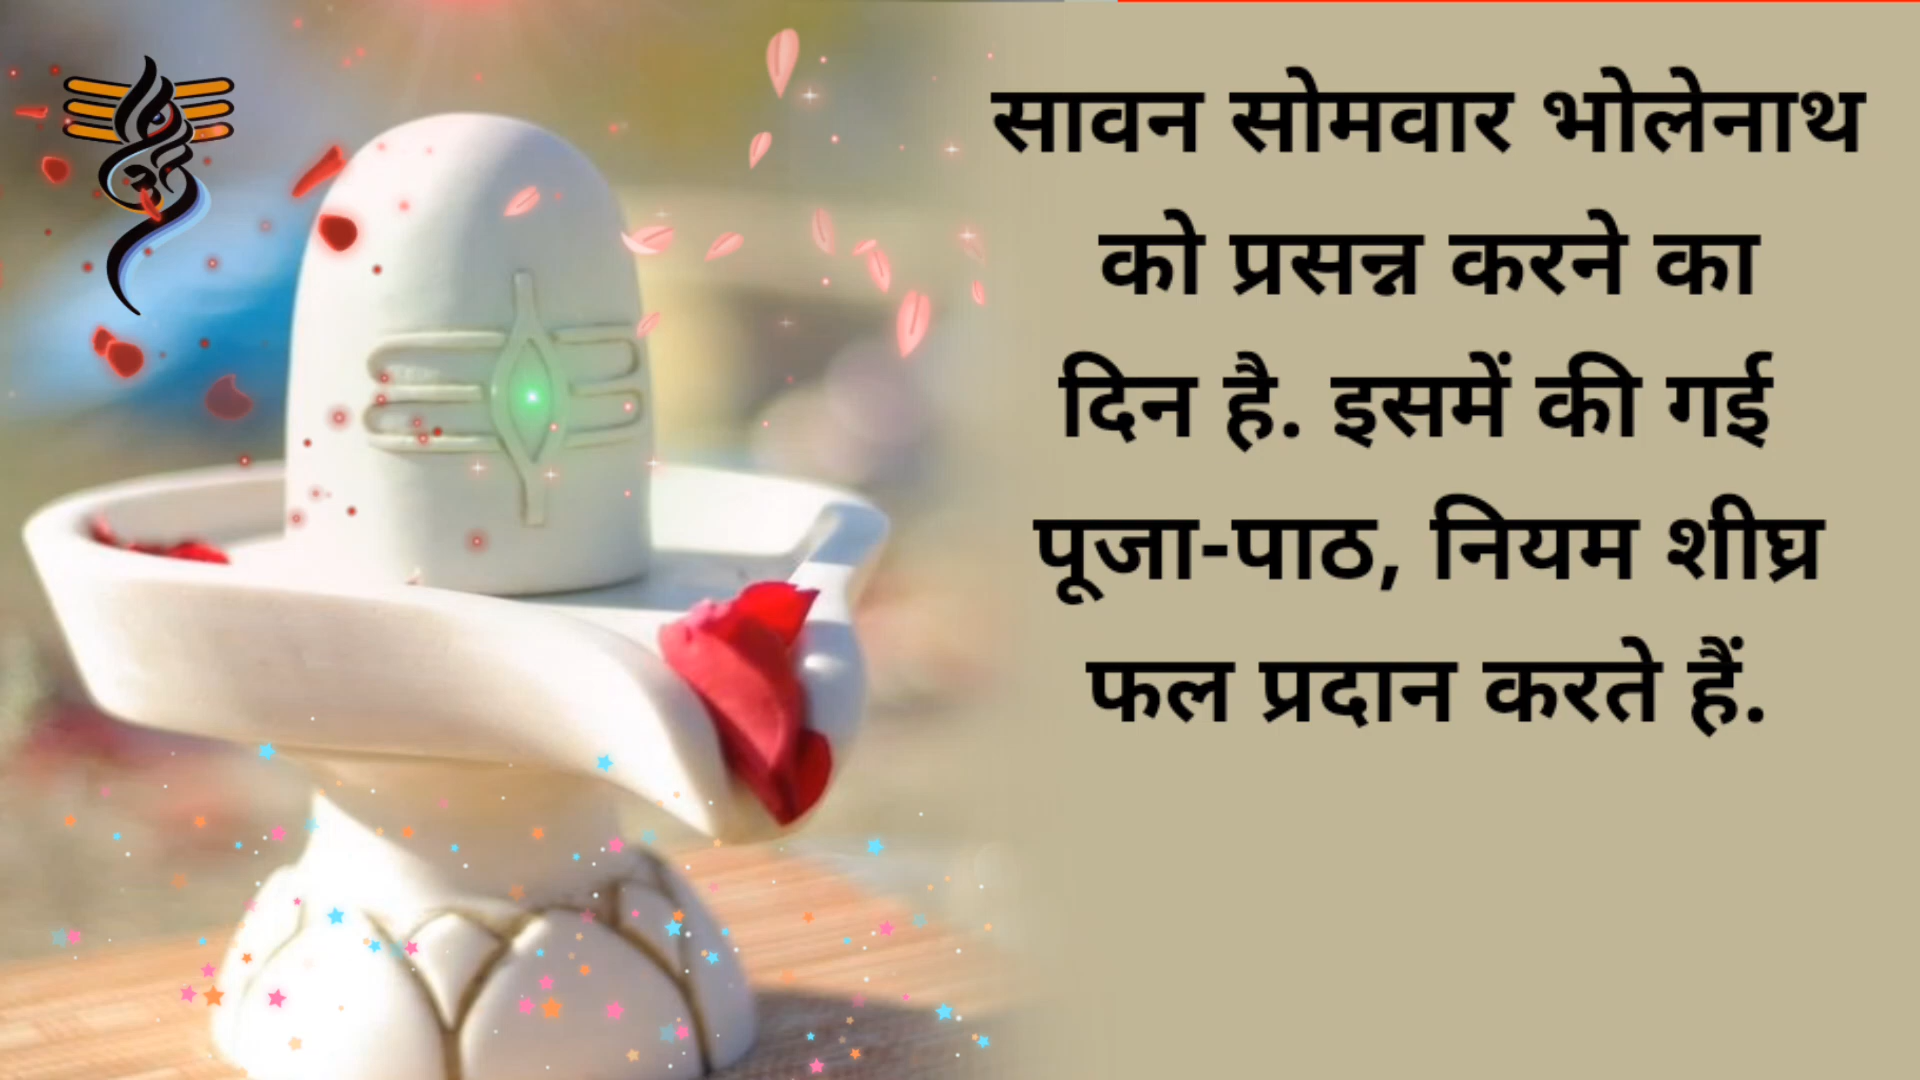 सावन सोमवार भोलेनाथ
को प्रसन्न करने का
दिन है. इसमें की गई
पूजा-पाठ, नियम शीघ्र
फल प्रदान करते हैं.